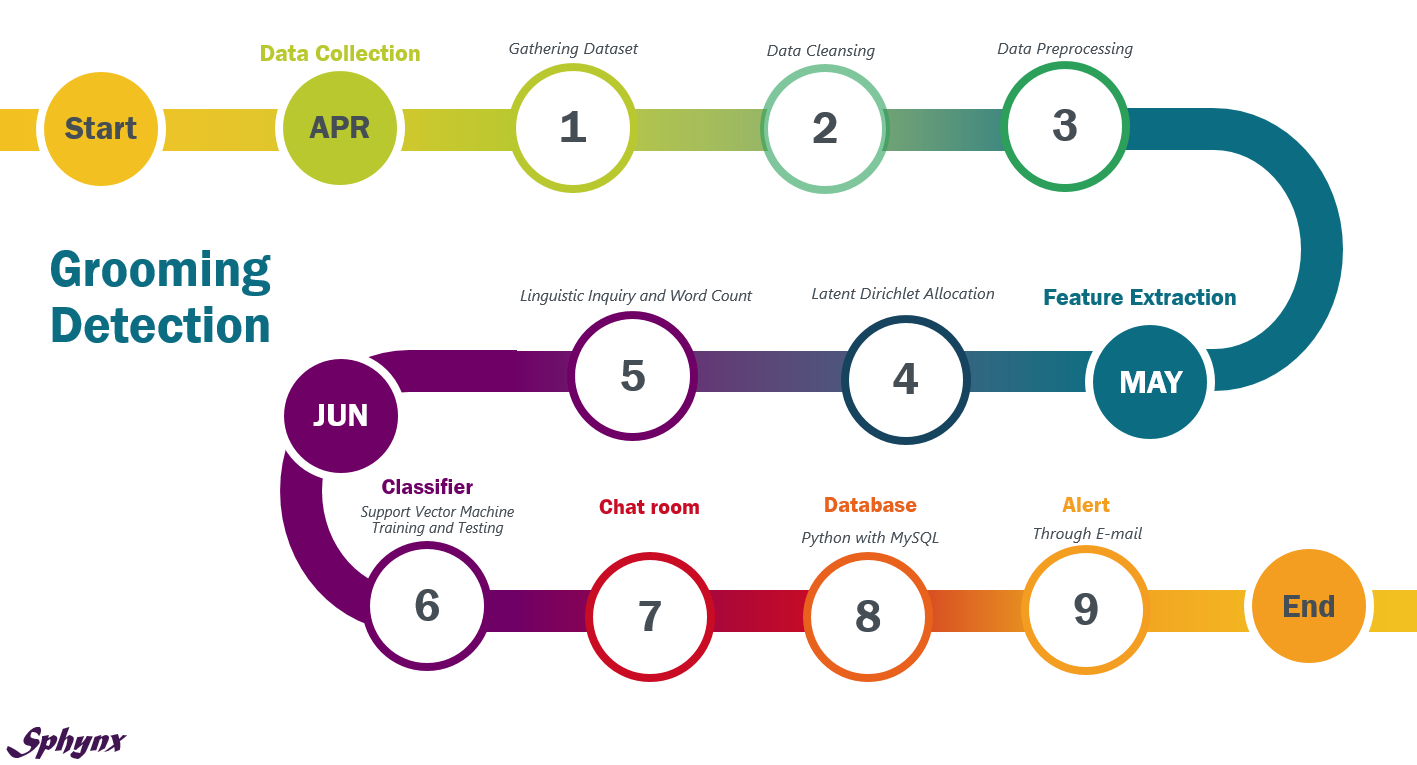 Data Collection
Gathering Dataset
Data Cleansing
Data Preprocessing
Start
APR
1
2
3
Grooming
Detection
Linguistic Inquiry and Word Count
Latent Dirichlet Allocation
Feature Extraction
5
4
MAY
JUN
Classifier
Support Vector Machine
Training and Testing
Chat room
Database
Python with MySQL
Alert
Through E-mail
6
7
8
9
End
Sphynx